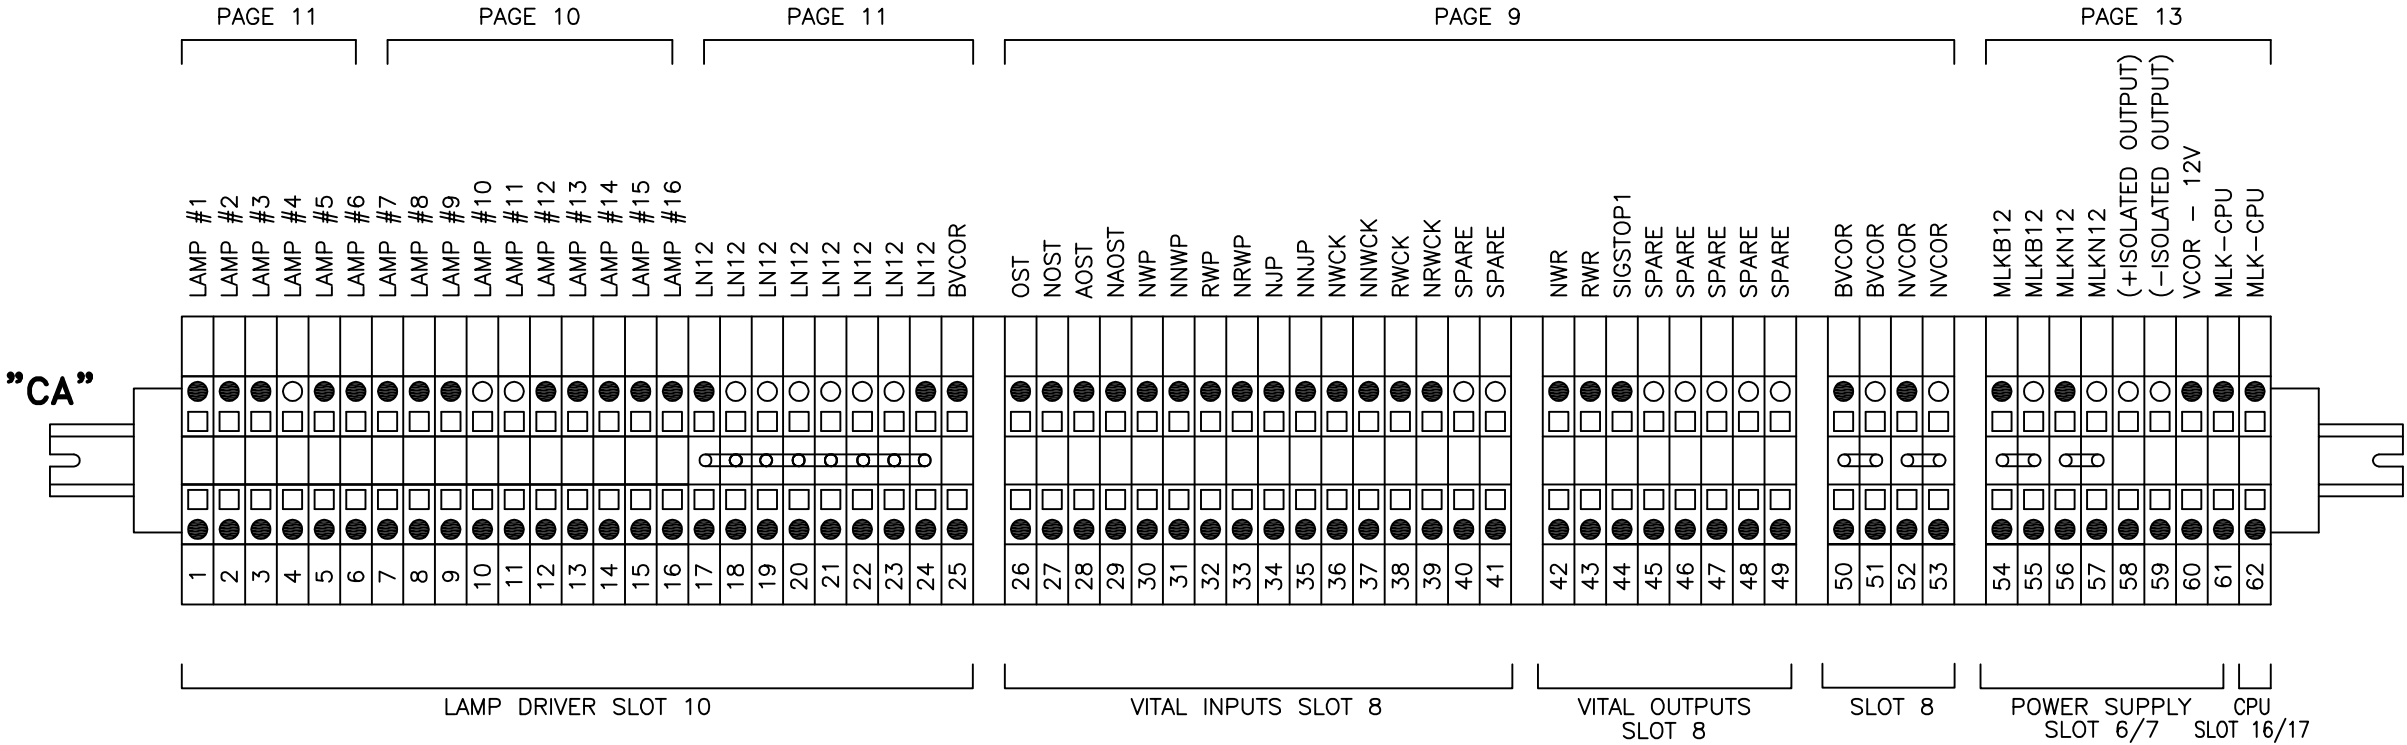 PAGE 11
PAGE 10
PAGE 11
PAGE 9
PAGE 13
LAMP #1
LAMP #2
LAMP #3
LAMP #4
LAMP #5
LAMP #6
LAMP #7
LAMP #8
LAMP #9
LAMP #10
LAMP #11
LAMP #12
LAMP #13
LAMP #14
LAMP #15
LAMP #16
LN12
LN12
LN12
LN12
LN12
LN12
LN12
LN12
BVCOR
OST
NOST
AOST
NAOST
NWP
NNWP
RWP
NRWP
NJP
NNJP
NWCK
NNWCK
RWCK
NRWCK
SPARE
SPARE
NWR
RWR
SIGSTOP1
SPARE
SPARE
SPARE
SPARE
SPARE
BVCOR
BVCOR
NVCOR
NVCOR
MLKB12
MLKB12
MLKN12
MLKN12
(+ISOLATED OUTPUT)
(-ISOLATED OUTPUT)
VCOR - 12V
MLK-CPU
MLK-CPU
"CA"
1
2
3
4
5
6
7
8
9
10
11
12
13
14
15
16
17
18
19
20
21
22
23
24
25
26
27
28
29
30
31
32
33
34
35
36
37
38
39
40
41
42
43
44
45
46
47
48
49
50
51
52
53
54
55
56
57
58
59
60
61
62
LAMP DRIVER SLOT 10
VITAL INPUTS SLOT 8
VITAL OUTPUTS
SLOT 8
SLOT 8
POWER SUPPLY
SLOT 6/7
CPU
SLOT 16/17